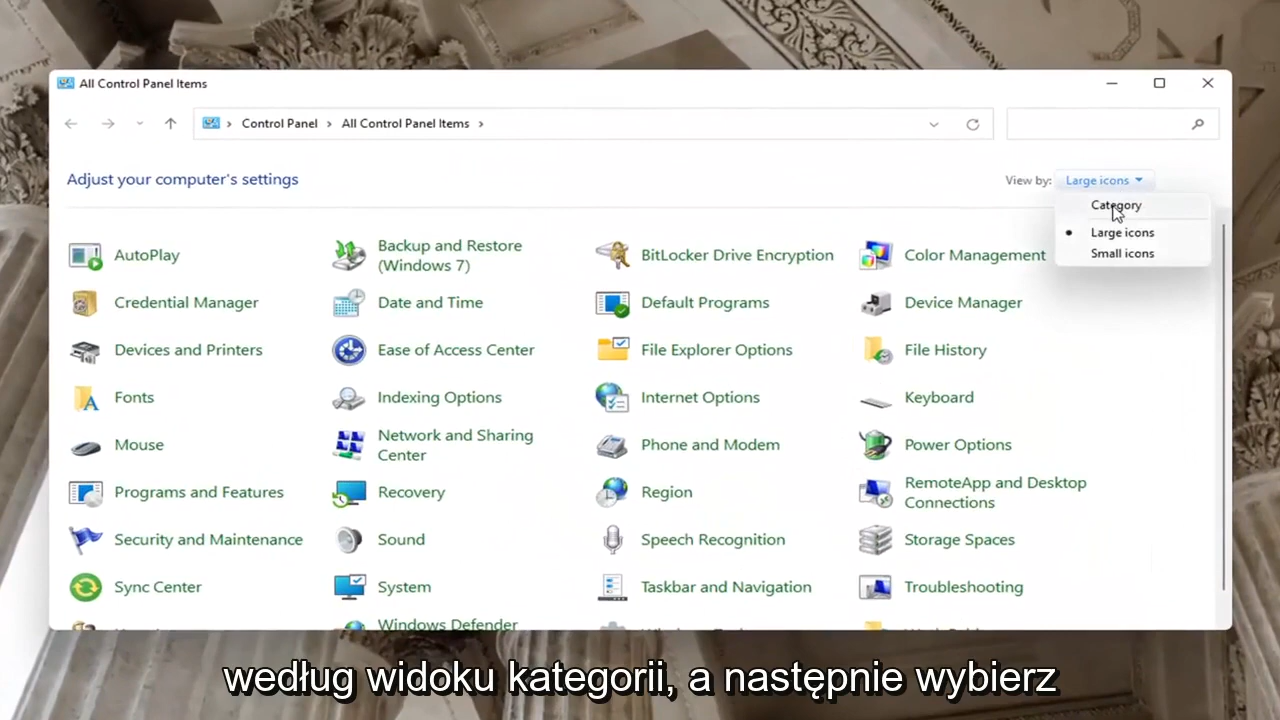 All Control Panel Items
Control Panel > All Control Panel Items >
Adjust your computer's settings
View by: Large icons
Category
Large icons
Small icons
AutoPlay
Backup and Restore
(Windows 7)
BitLocker Drive Encryption
Color Management
Credential Manager
Date and Time
Default Programs
Device Manager
Devices and Printers
Ease of Access Center
File Explorer Options
File History
Fonts
Indexing Options
Internet Options
Keyboard
Mouse
Network and Sharing
Center
Phone and Modem
Power Options
Programs and Features
Recovery
Region
RemoteApp and Desktop
Connections
Security and Maintenance
Sound
Speech Recognition
Storage Spaces
Sync Center
System
Taskbar and Navigation
Troubleshooting
Windows Defender
według widoku kategorii, a następnie wybierz